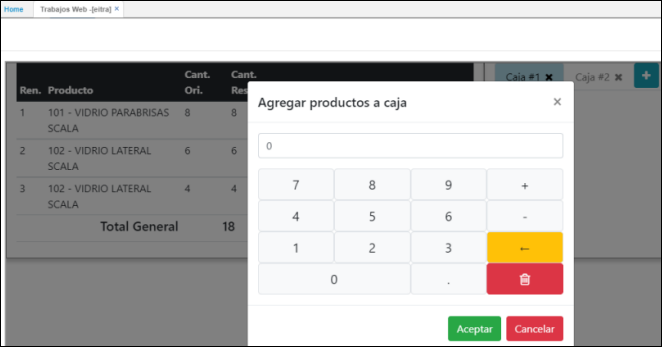 Home Trabajos Web -[eitra] ×
Caja #1 × Caja #2 × +
Cant. Cant.
Ren. Producto Ori. Res
1 101 - VIDRIO PARABRISAS 8 8
SCALA
2 102 - VIDRIO LATERAL 6 6
SCALA
3 102 - VIDRIO LATERAL 4 4
SCALA
Total General 18
Agregar productos a caja ×
0
7 8 9 +
4 5 6 -
1 2 3 ←
0 .
Aceptar Cancelar